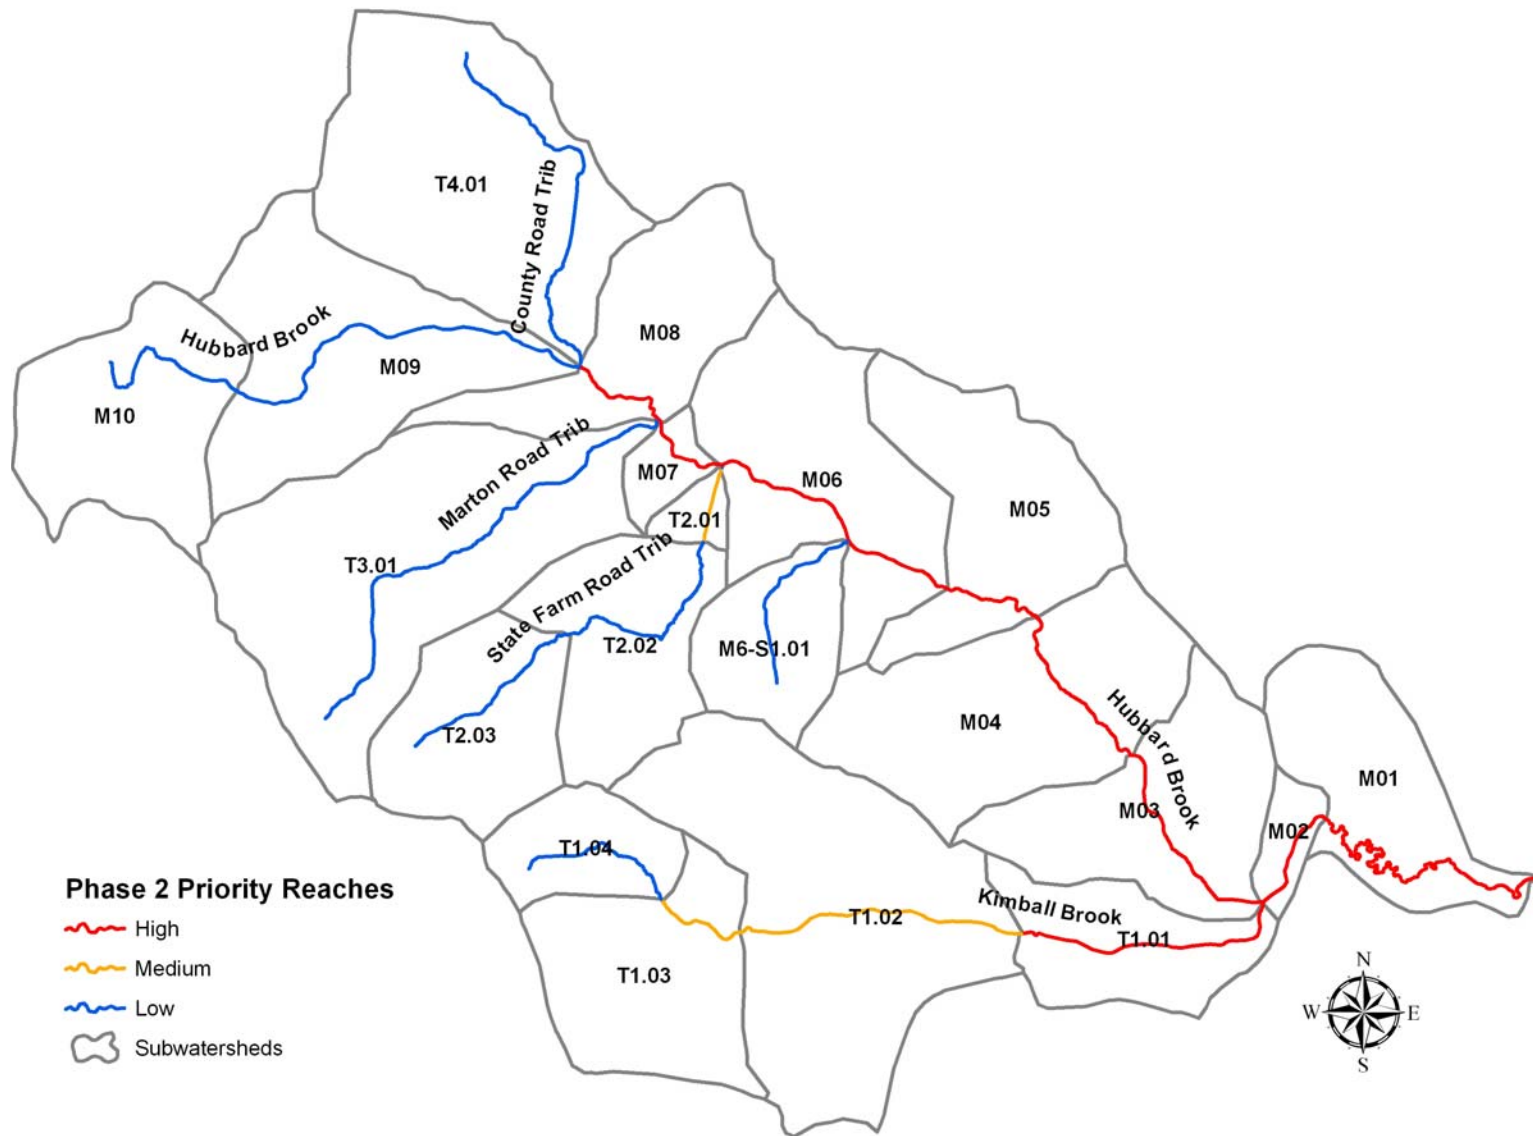 T4.01
County Road Trib
Hubbard Brook
M08
M09
M10
Marton Road Trib
M07
M06
M05
T2.01
T3.01
State Farm Road Trib
T2.02
M6-S1.01
T2.03
M04
Hubbard Brook
M01
M03
M02
T1.04
Kimball Brook
T1.02
T1.01
T1.03
Phase 2 Priority Reaches
High
Medium
Low
Subwatersheds
N
W E
S